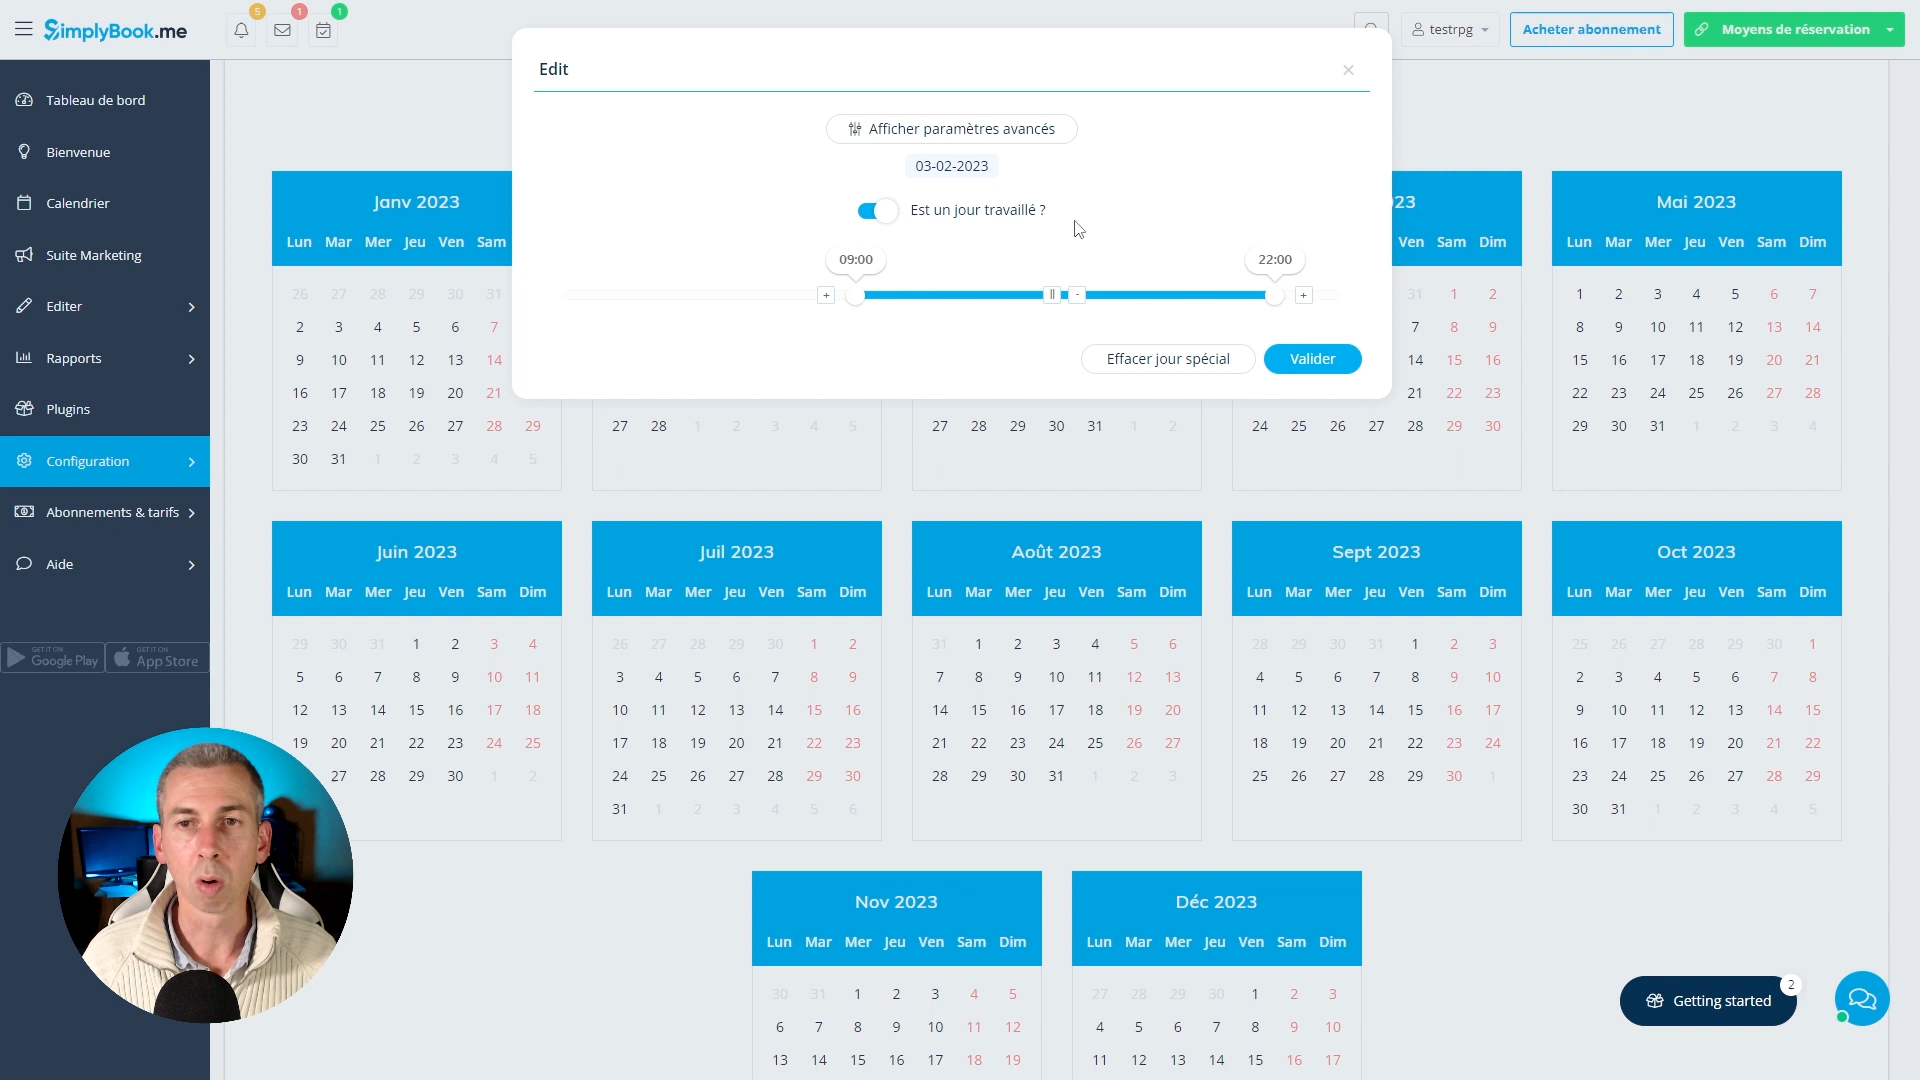 SimplyBook.me
5
1
1
testrpg
Acheter abonnement
Moyens de réservation
Tableau de bord
Bienvenue
Calendrier
Suite Marketing
Editer
Rapports
Plugins
Configuration
Abonnements & tarifs
Aide
GET IT ON
Google Play
GET IT ON
App Store
Edit
Afficher paramètres avancés
03-02-2023
Est un jour travaillé ?
09:00
22:00
+
||
-
+
Effacer jour spécial
Valider
Janv 2023
Lun Mar Mer Jeu Ven Sam
26 27 28 29 30 31
2 3 4 5 6 7
9 10 11 12 13 14
16 17 18 19 20 21
23 24 25 26 27 28 29
30 31 1 2 3 4 5
27 28 1 2 3 4 5
27 28 29 30 31 1 2
23
Ven Sam Dim
31 1 2
7 8 9
14 15 16
21 22 23
24 25 26 27 28 29 30
Mai 2023
Lun Mar Mer Jeu Ven Sam Dim
1 2 3 4 5 6 7
8 9 10 11 12 13 14
15 16 17 18 19 20 21
22 23 24 25 26 27 28
29 30 31 1 2 3 4
Juin 2023
Lun Mar Mer Jeu Ven Sam Dim
29 30 31 1 2 3 4
5 6 7 8 9 10 11
12 13 14 15 16 17 18
19 20 21 22 23 24 25
27 28 29 30 1 2
Juil 2023
Lun Mar Mer Jeu Ven Sam Dim
26 27 28 29 30 1 2
3 4 5 6 7 8 9
10 11 12 13 14 15 16
17 18 19 20 21 22 23
24 25 26 27 28 29 30
31 1 2 3 4 5 6
Août 2023
Lun Mar Mer Jeu Ven Sam Dim
31 1 2 3 4 5 6
7 8 9 10 11 12 13
14 15 16 17 18 19 20
21 22 23 24 25 26 27
28 29 30 31 1 2 3
Sept 2023
Lun Mar Mer Jeu Ven Sam Dim
28 29 30 31 1 2 3
4 5 6 7 8 9 10
11 12 13 14 15 16 17
18 19 20 21 22 23 24
25 26 27 28 29 30 1
Oct 2023
Lun Mar Mer Jeu Ven Sam Dim
25 26 27 28 29 30 1
2 3 4 5 6 7 8
9 10 11 12 13 14 15
16 17 18 19 20 21 22
23 24 25 26 27 28 29
30 31 1 2 3 4 5
Nov 2023
Lun Mar Mer Jeu Ven Sam Dim
30 31 1 2 3 4 5
6 7 8 9 10 11 12
13 14 15 16 17 18 19
Déc 2023
Lun Mar Mer Jeu Ven Sam Dim
27 28 29 30 1 2 3
4 5 6 7 8 9 10
11 12 13 14 15 16 17
Getting started
2